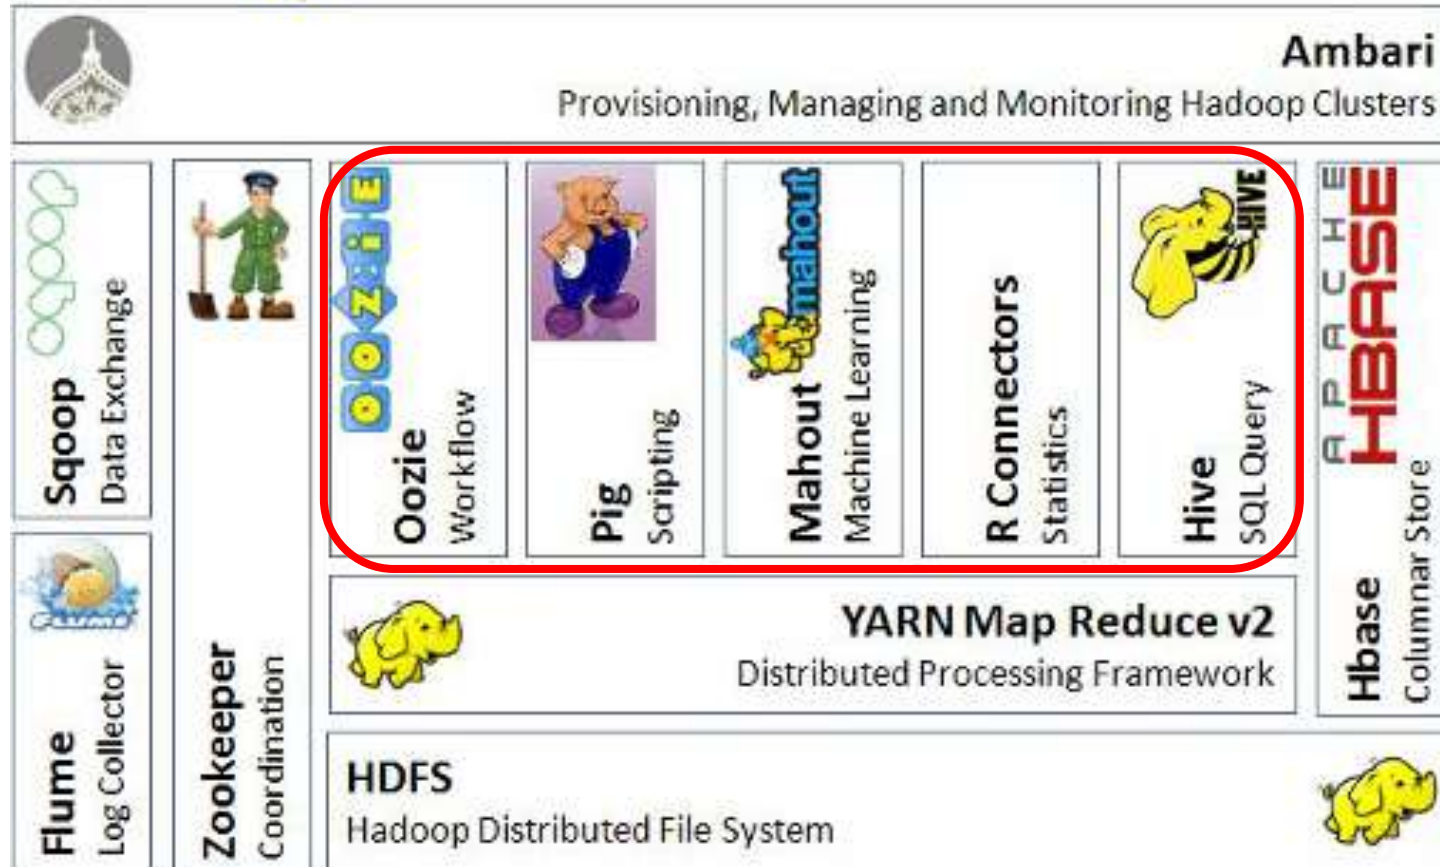 Ambari
Provisioning, Managing and Monitoring Hadoop Clusters
sqoop
Sqoop
Data Exchange
FLUME
Flume
Log Collector
Zookeeper
Coordination
OOZiE
Oozie
Workflow
Pig
Scripting
mahout
Mahout
Machine Learning
R Connectors
Statistics
HIVE
Hive
SQL Query
APACHE
HBASE
Hbase
Columnar Store
YARN Map Reduce v2
Distributed Processing Framework
HDFS
Hadoop Distributed File System